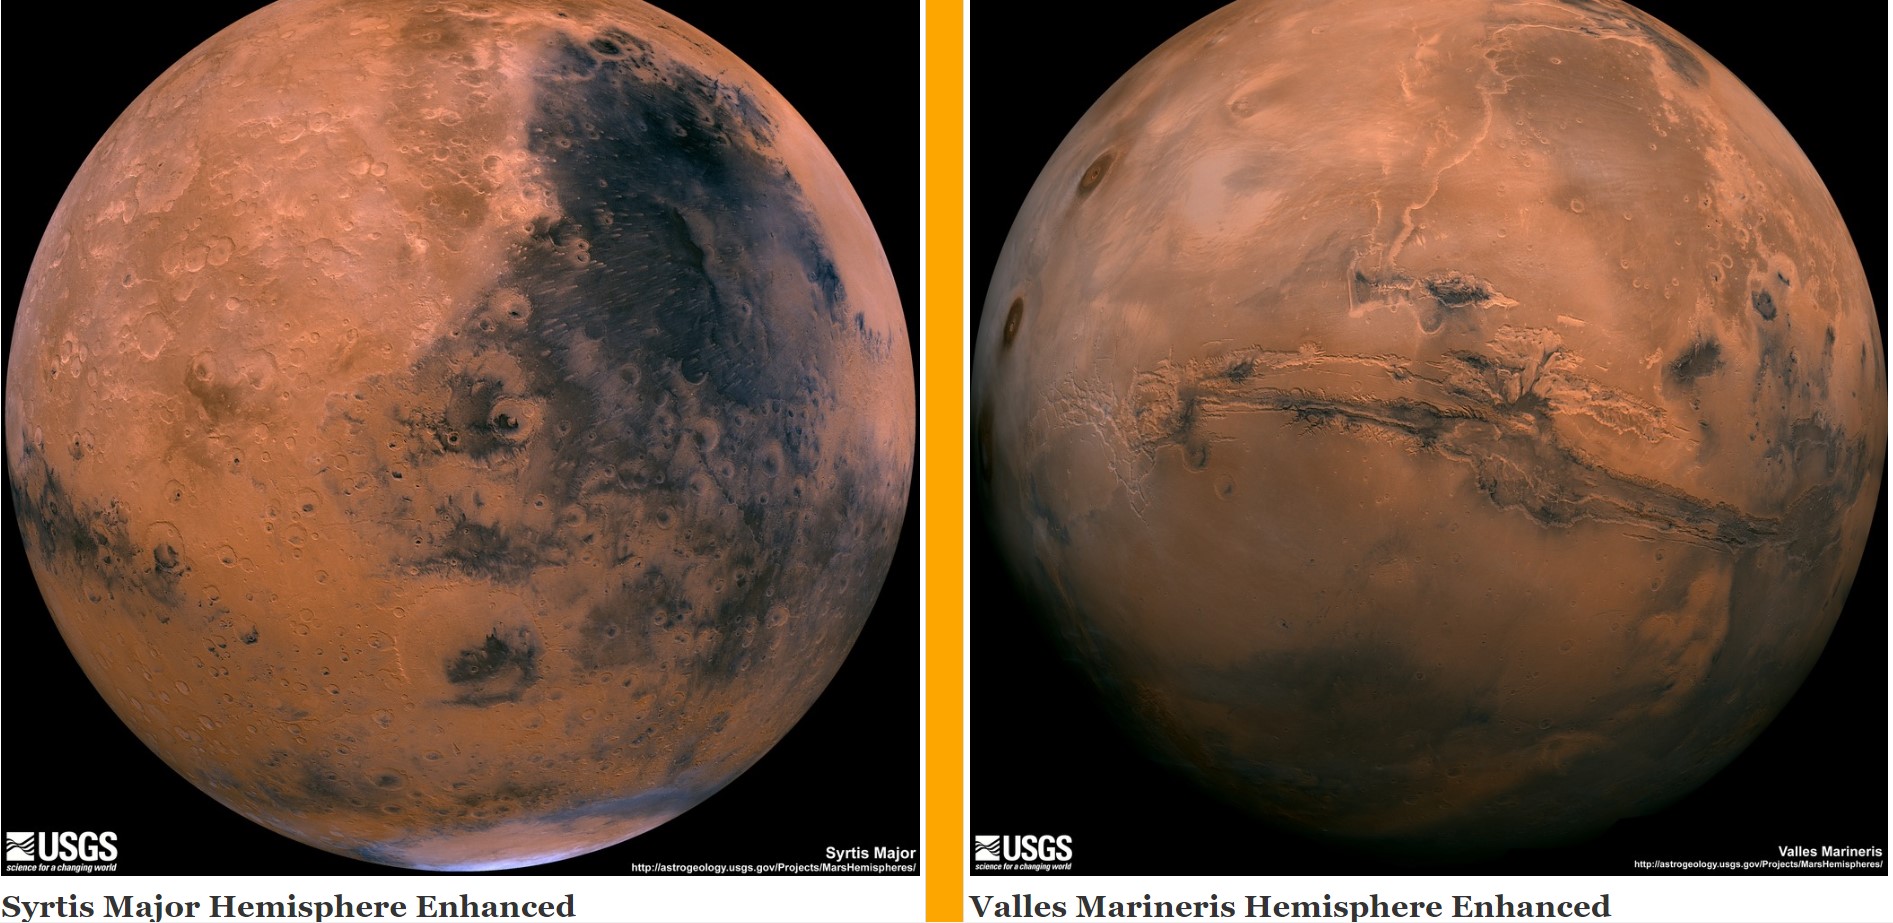 USGS
science for a changing world
Syrtis Major
http://astrogeology.usgs.gov/Projects/MarsHemispheres/
Syrtis Major Hemisphere Enhanced
USGS
science for a changing world
Valles Marineris
http://astrogeology.usgs.gov/Projects/MarsHemispheres/
Valles Marineris Hemisphere Enhanced